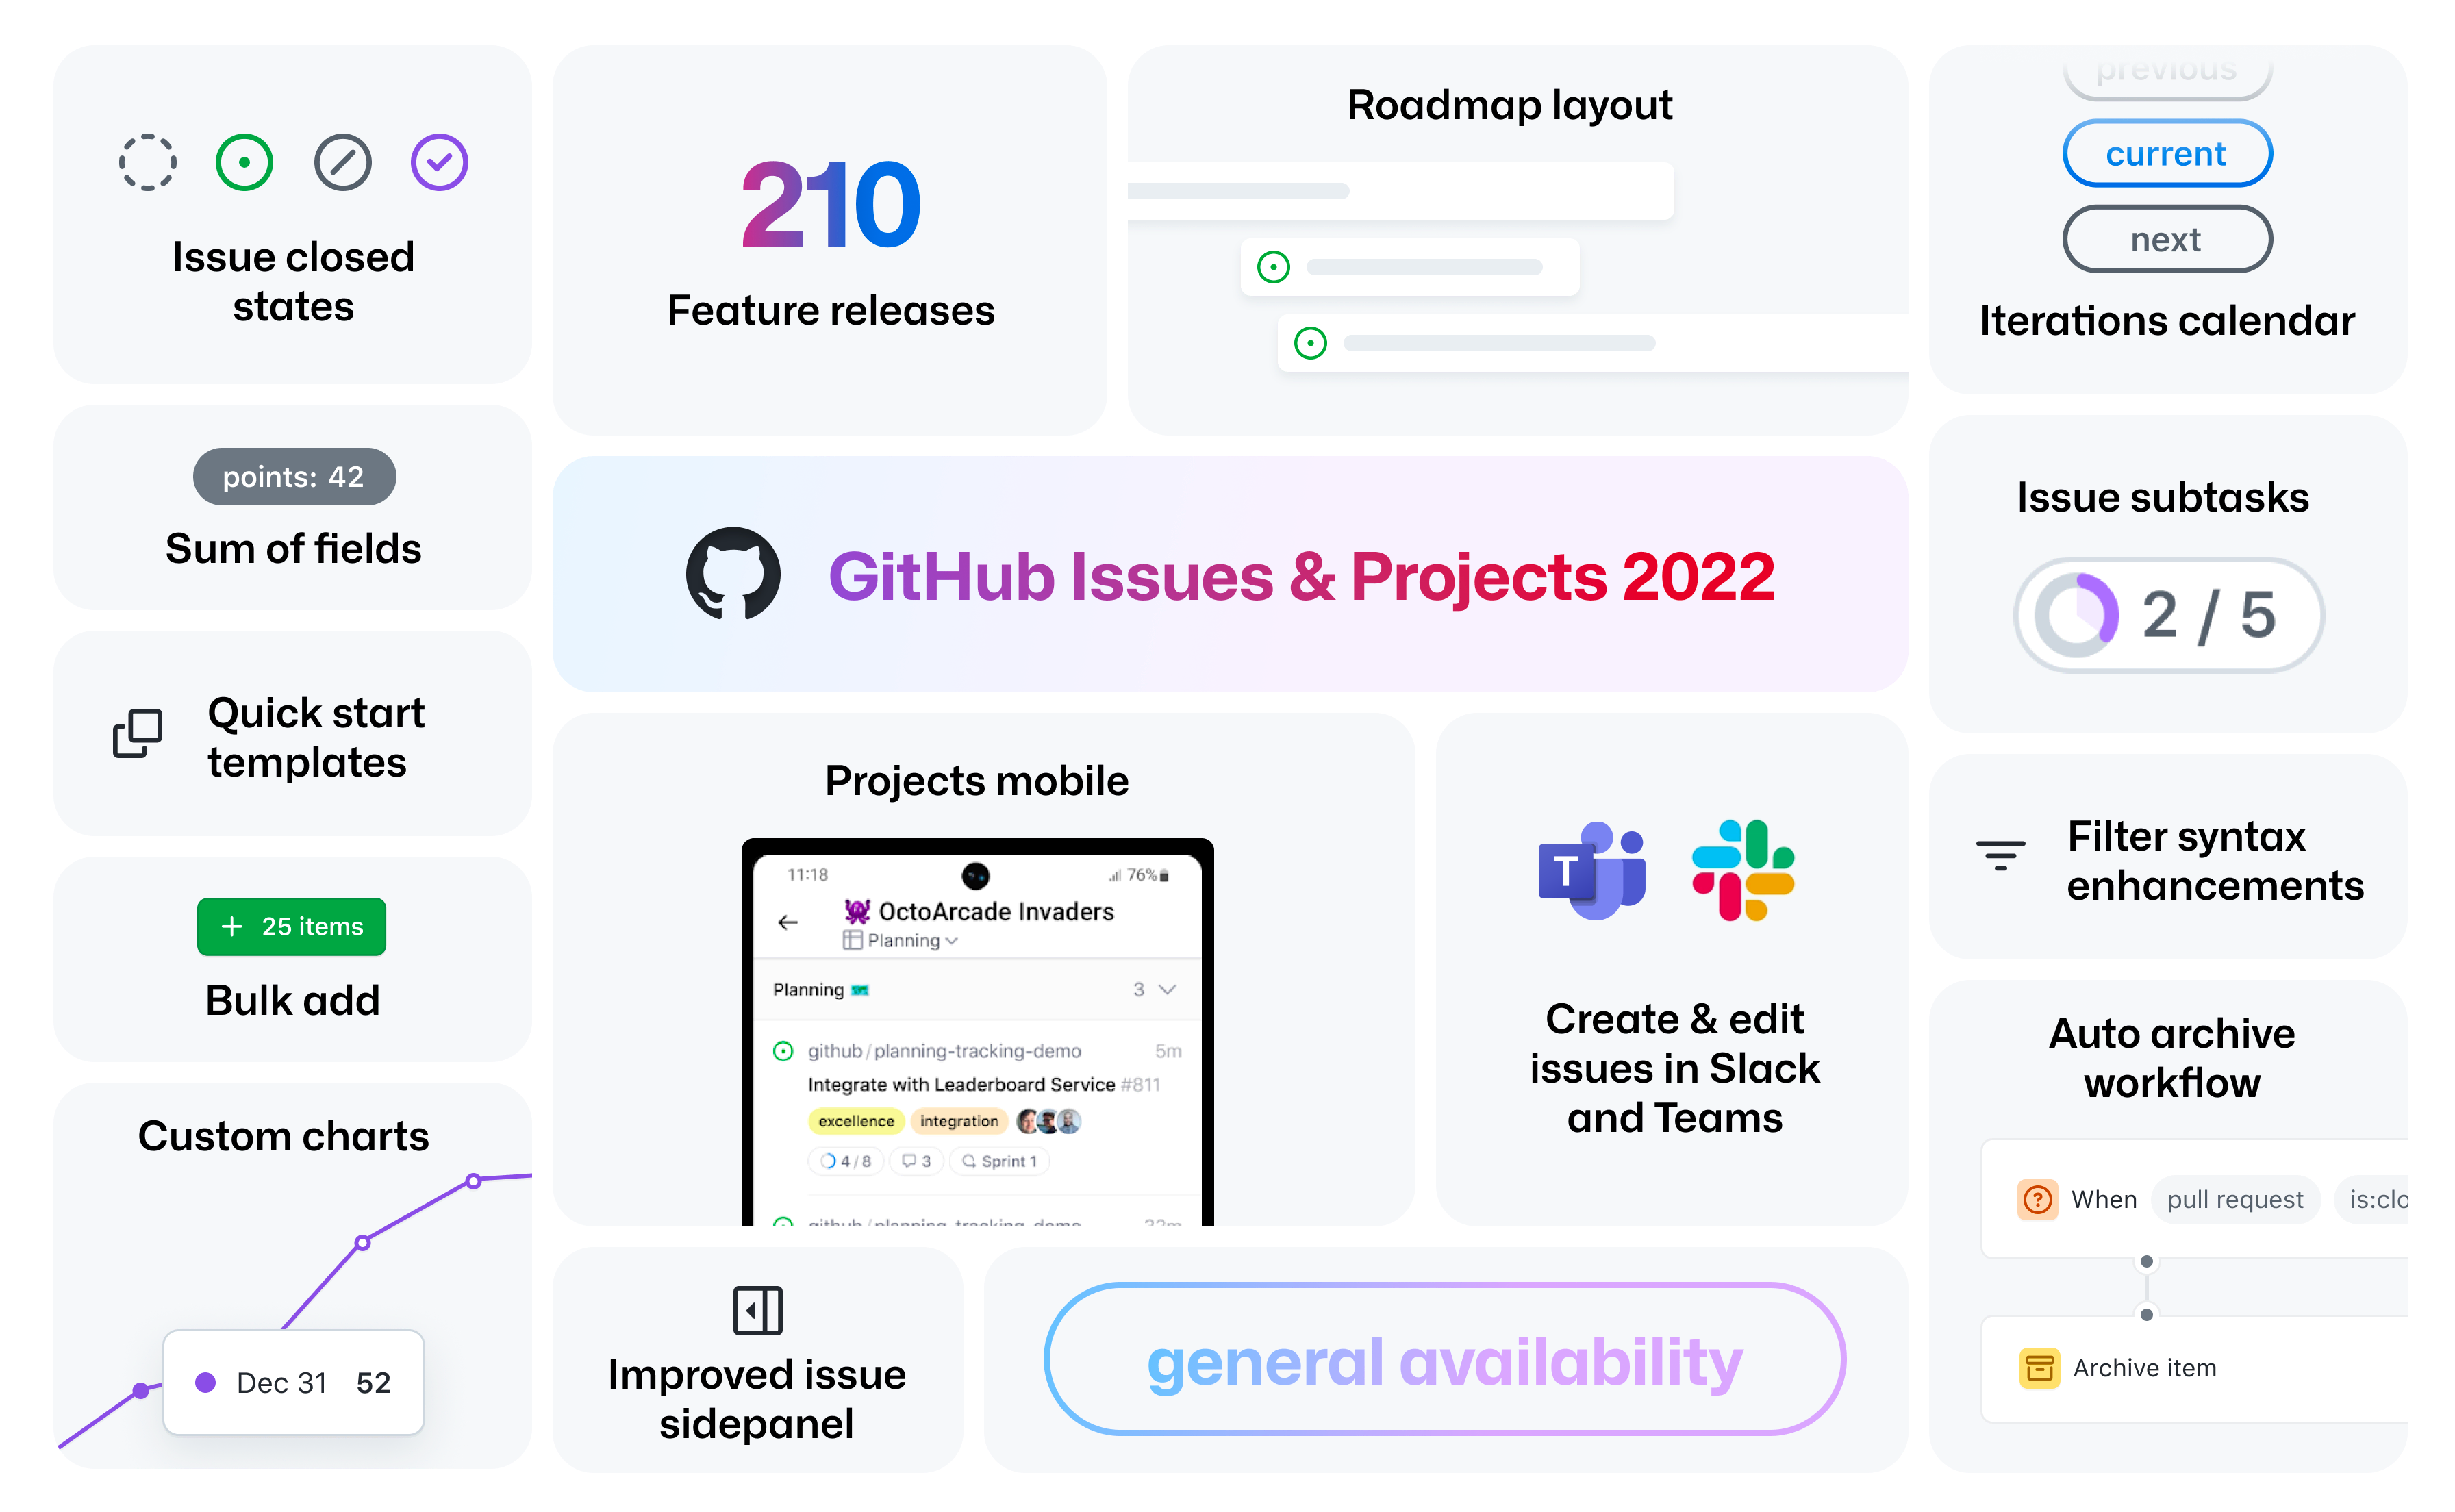 Issue closed
states
210
Feature releases
Roadmap layout
previous
current
next
Iterations calendar
points: 42
Sum of fields
GitHub Issues & Projects 2022
Issue subtasks
2 / 5
Quick start
templates
Projects mobile
11:18
76%
OctoArcade Invaders
Planning
Planning
3
github/planning-tracking-demo
5m
Integrate with Leaderboard Service #811
excellence
integration
4/8
3
Sprint 1
github/planning-tracking-demo
32m
T
Create & edit
issues in Slack
and Teams
Filter syntax
enhancements
+ 25 items
Bulk add
Auto archive
workflow
When
pull request
is:clo
Archive item
Custom charts
Dec 31
52
Improved issue
sidepanel
general availability